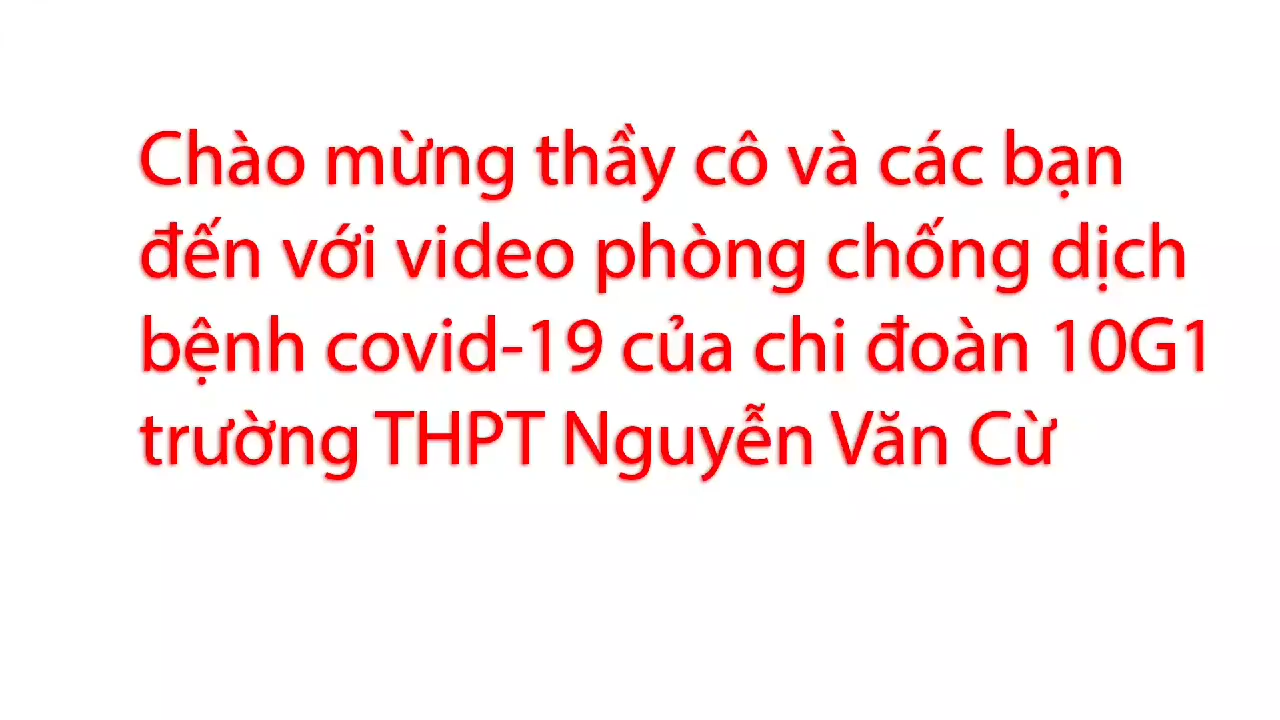 Chào mừng thầy cô và các bạn
đến với video phòng chống dịch
bệnh covid-19 của chi đoàn 10G1
trường THPT Nguyễn Văn Cừ